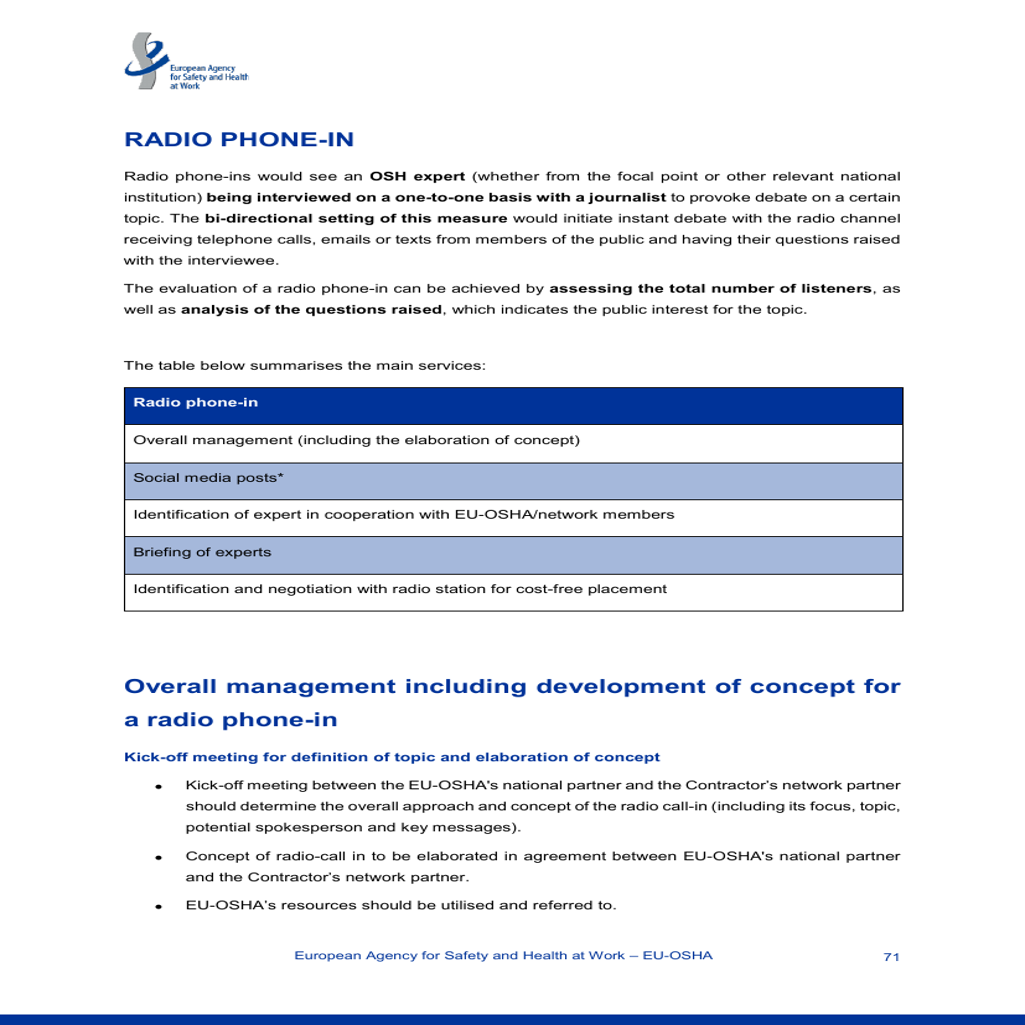 European Agency
for Safety and Health
at Work
RADIO PHONE-IN
Radio phone-ins would see an OSH expert (whether from the focal point or other relevant national
institution) being interviewed on a one-to-one basis with a journalist to provoke debate on a certain
topic. The bi-directional setting of this measure would initiate instant debate with the radio channel
receiving telephone calls, emails or texts from members of the public and having their questions raised
with the interviewee.
The evaluation of a radio phone-in can be achieved by assessing the total number of listeners, as
well as analysis of the questions raised, which indicates the public interest for the topic.
The table below summarises the main services:
Radio phone-in
Overall management (including the elaboration of concept)
Social media posts*
Identification of expert in cooperation with EU-OSHA/network members
Briefing of experts
Identification and negotiation with radio station for cost-free placement
Overall management including development of concept for
a radio phone-in
Kick-off meeting for definition of topic and elaboration of concept
• Kick-off meeting between the EU-OSHA's national partner and the Contractor’s network partner
should determine the overall approach and concept of the radio call-in (including its focus, topic,
potential spokesperson and key messages).
• Concept of radio-call in to be elaborated in agreement between EU-OSHA's national partner
and the Contractor’s network partner.
• EU-OSHA’s resources should be utilised and referred to.
European Agency for Safety and Health at Work – EU-OSHA 71